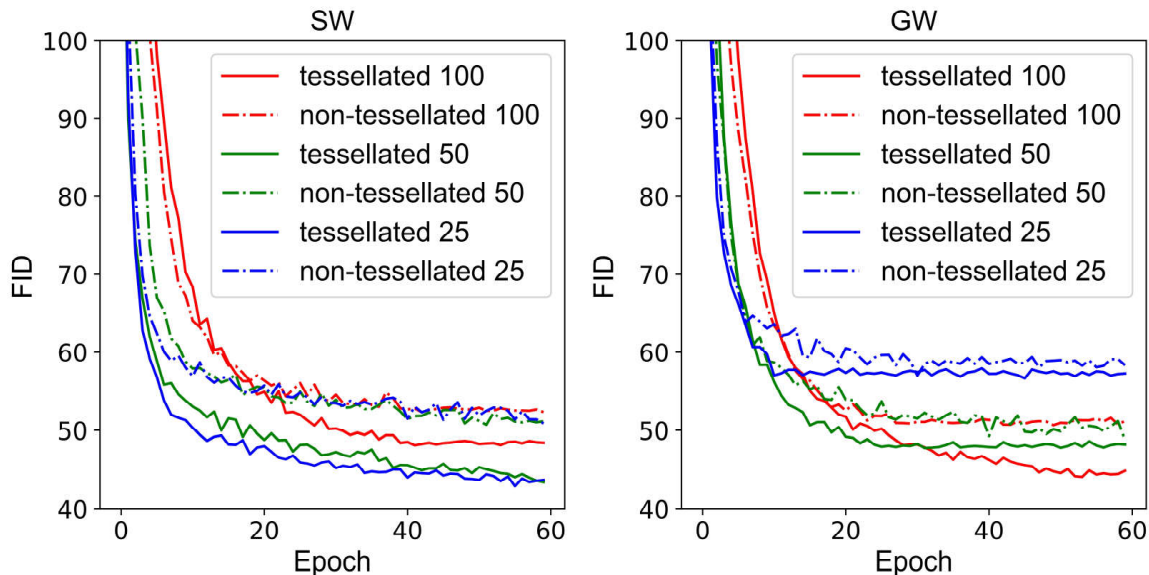 SW
100
90
80
70
60
50
40
FID
tessellated 100
non-tessellated 100
tessellated 50
non-tessellated 50
tessellated 25
non-tessellated 25
0
20
40
60
Epoch
GW
100
90
80
70
60
50
40
FID
tessellated 100
non-tessellated 100
tessellated 50
non-tessellated 50
tessellated 25
non-tessellated 25
0
20
40
60
Epoch